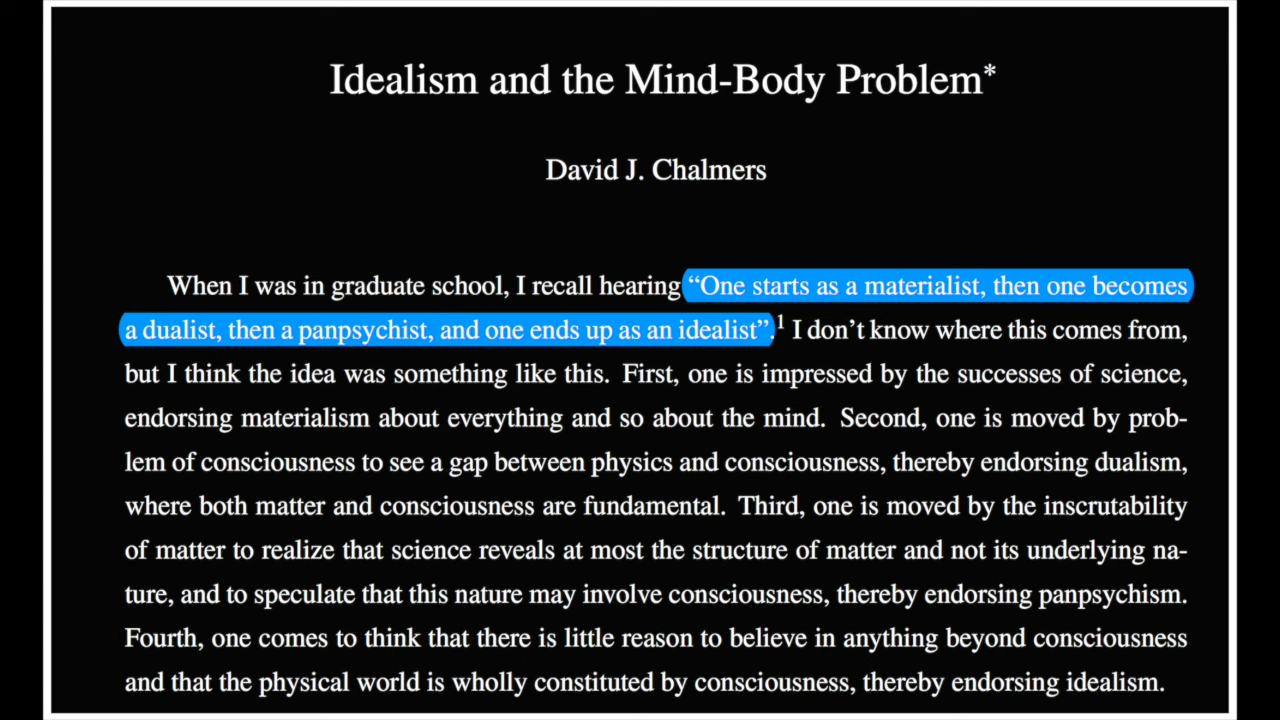 Idealism and the Mind-Body Problem*
David J. Chalmers
When I was in graduate school, I recall hearing “One starts as a materialist, then one becomes
a dualist, then a panpsychist, and one ends up as an idealist”.1 I don’t know where this comes from,
but I think the idea was something like this. First, one is impressed by the successes of science,
endorsing materialism about everything and so about the mind. Second, one is moved by prob-
lem of consciousness to see a gap between physics and consciousness, thereby endorsing dualism,
where both matter and consciousness are fundamental. Third, one is moved by the inscrutability
of matter to realize that science reveals at most the structure of matter and not its underlying na-
ture, and to speculate that this nature may involve consciousness, thereby endorsing panpsychism.
Fourth, one comes to think that there is little reason to believe in anything beyond consciousness
and that the physical world is wholly constituted by consciousness, thereby endorsing idealism.